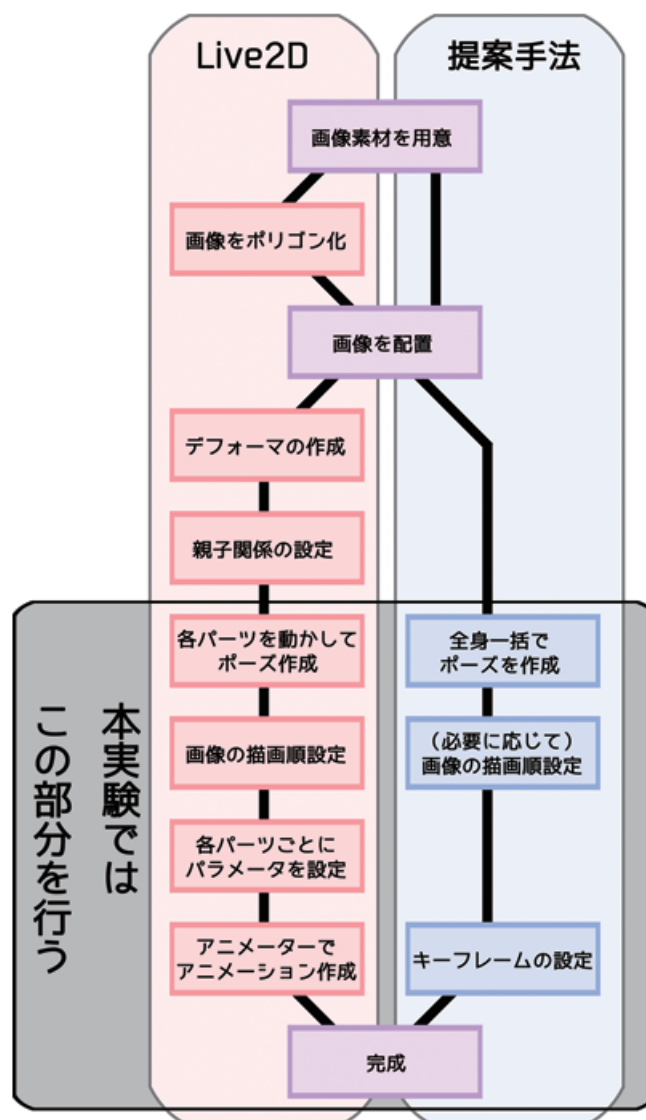 Live2D
提案手法
画像素材を用意
画像をポリゴン化
画像を配置
デフォーマの作成
親子関係の設定
各パーツを動かして
ポーズ作成
全身一括で
ポーズを作成
画像の描画順設定
（必要に応じて）
画像の描画順設定
各パーツごとに
パラメータを設定
アニメーターで
アニメーション作成
キーフレームの設定
完成
本実験では
この部分を行う